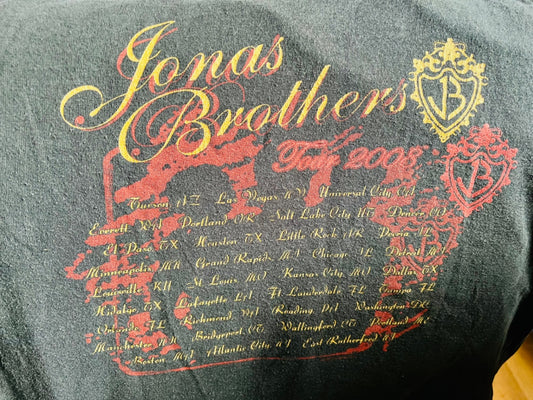 Jonas
Brothers
JB
Tour 2008
JB
Tucson AZ Las Vegas NV Universal City CA
Everett WA Portland OR Salt Lake City UT Denver CO
El Paso TX Houston TX Little Rock AR Peoria IL
Minneapolis MN Grand Rapids MI Chicago IL Detroit MI
Louisville KY St Louis MO Kansas City MO Dallas TX
Hidalgo TX Lafayette LA Ft Lauderdale FL Tampa FL
Orlando FL Richmond VA Reading PA Washington DC
Manchester NH Bridgeport CT Wallingford CT Portland ME
Boston MA Atlantic City NJ East Rutherford NJ